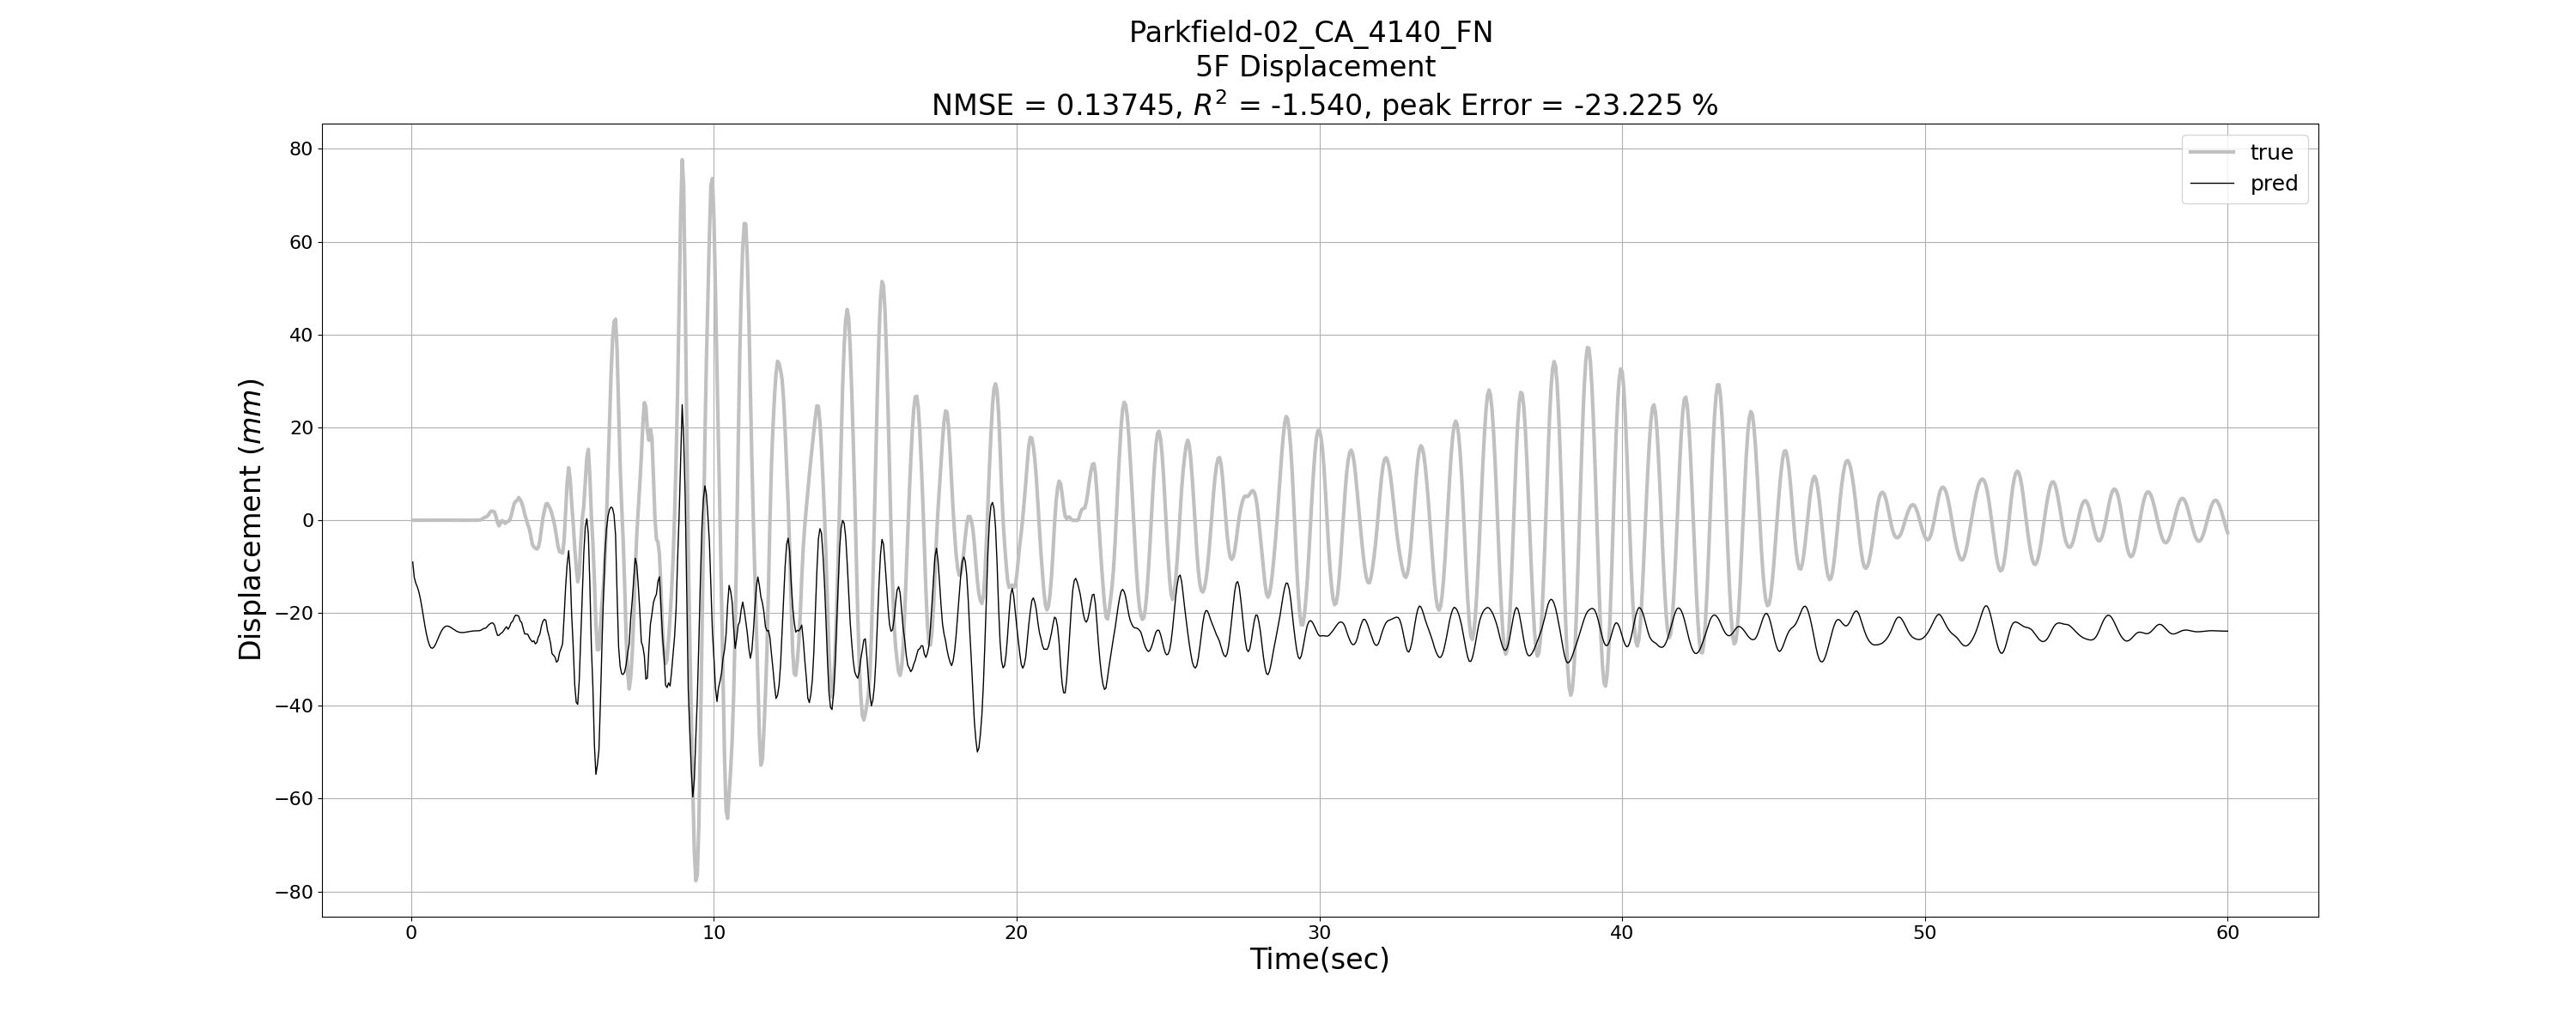 Parkfield-02_CA_4140_FN
5F Displacement
NMSE = 0.13745, R² = -1.540, peak Error = -23.225 %
true
pred
Displacement (mm)
80
60
40
20
0
−20
−40
−60
−80
0 10 20 30 40 50 60
Time(sec)